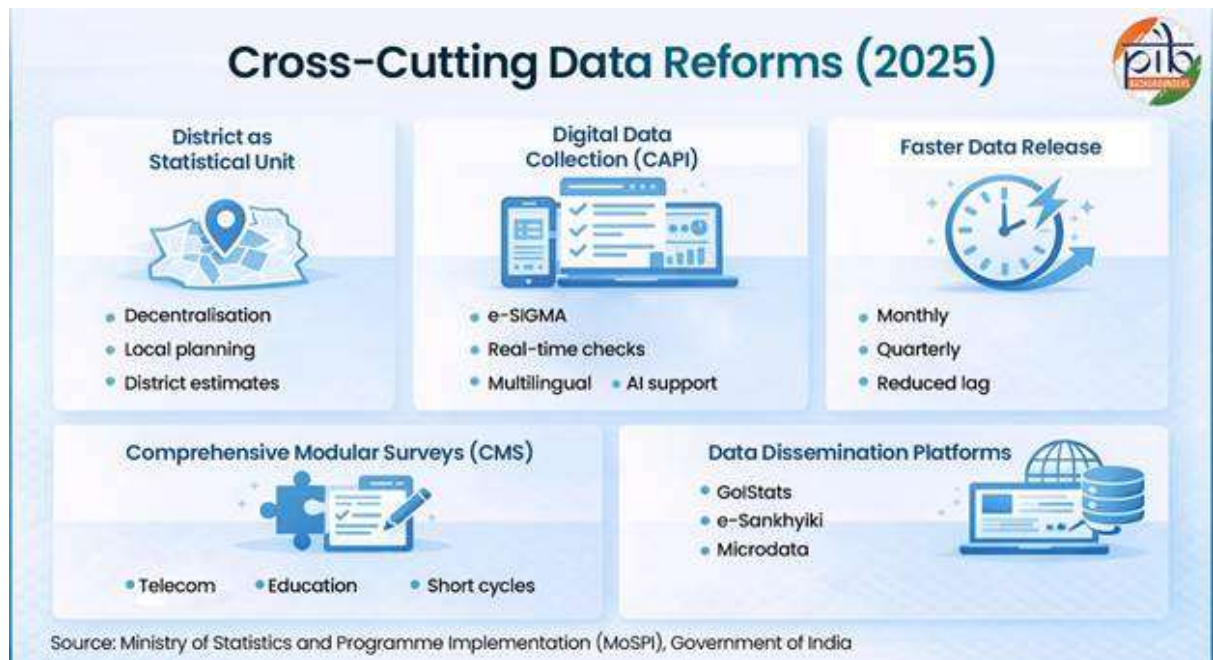 Cross-Cutting Data Reforms (2025)
pib
BACKGROUNDERS
District as
Statistical Unit
• Decentralisation
• Local planning
• District estimates
Digital Data
Collection (CAPI)
• e-SIGMA
• Real-time checks
• Multilingual • AI support
Faster Data Release
• Monthly
• Quarterly
• Reduced lag
Comprehensive Modular Surveys (CMS)
• Telecom • Education • Short cycles
Data Dissemination Platforms
• GoIStats
• e-Sankhyiki
• Microdata
Source: Ministry of Statistics and Programme Implementation (MoSPI), Government of India